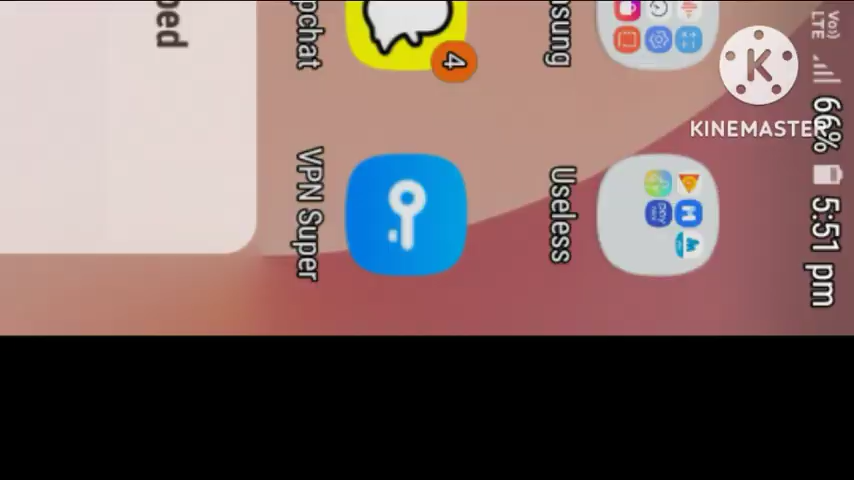 Vo))
LTE
66%
5:51 pm
KINEMASTER
sung
Useless
pchat
4
VPN Super
ped